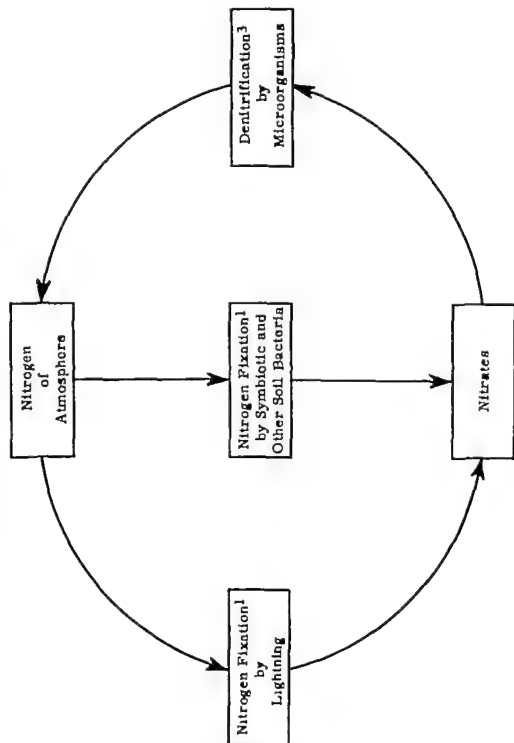 Nitrogen
of
Atmosphere
Denitrification³
by
Microorganisms
Nitrogen Fixation¹
by Symbiotic and
Other Soil Bacteria
Nitrogen Fixation¹
by
Lightning
Nitrates